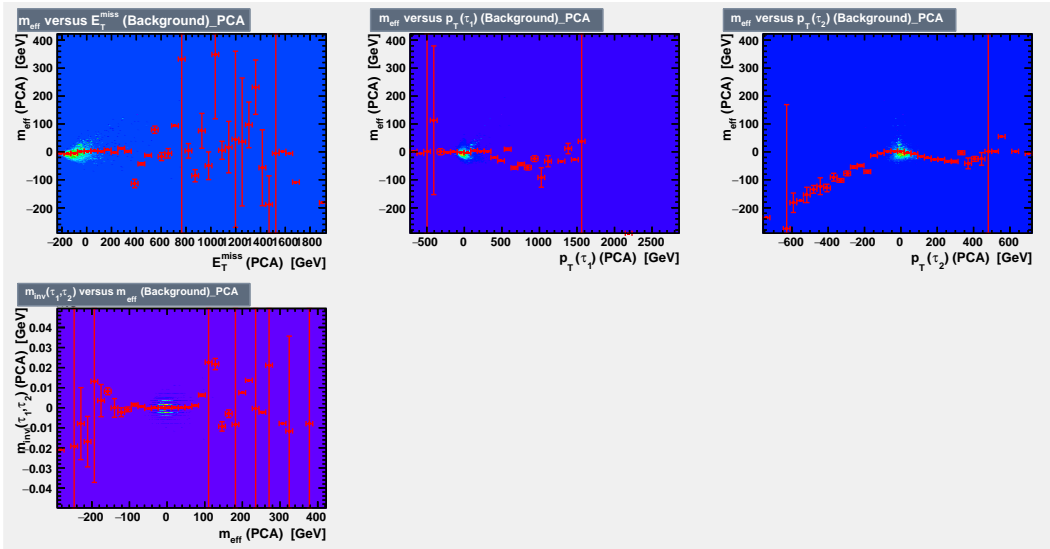 m_eff versus E_T^miss (Background)_PCA
m_eff versus p_T(τ_1) (Background)_PCA
m_eff versus p_T(τ_2) (Background)_PCA
m_eff (PCA) [GeV]
400
300
200
100
0
−100
−200
−200 0 200 400 600 800 1000 1200 1400 1600 1800
E_T^miss (PCA) [GeV]
m_eff (PCA) [GeV]
400
300
200
100
0
−100
−200
−500 0 500 1000 1500 2000 2500
p_T(τ_1) (PCA) [GeV]
m_eff (PCA) [GeV]
400
300
200
100
0
−100
−200
−600 −400 −200 0 200 400 600
p_T(τ_2) (PCA) [GeV]
m_inv(τ_1,τ_2) versus m_eff (Background)_PCA
m_inv(τ_1,τ_2) (PCA) [GeV]
0.04
0.03
0.02
0.01
0
−0.01
−0.02
−0.03
−0.04
−200 −100 0 100 200 300 400
m_eff (PCA) [GeV]